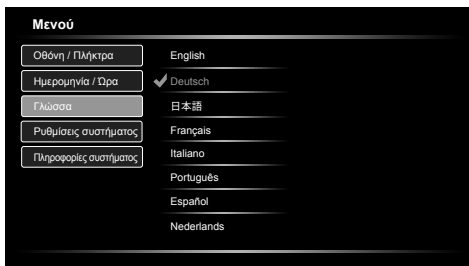 Μενού
Οθόνη / Πλήκτρα
Ημερομηνία / Ώρα
Γλώσσα
Ρυθμίσεις συστήματος
Πληροφορίες συστήματος
English
Deutsch
日本語
Français
Italiano
Português
Español
Nederlands